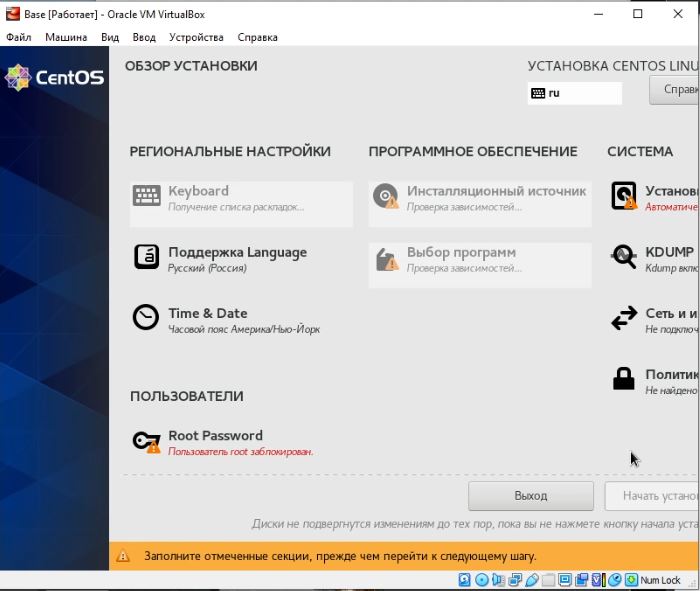 Base [Работает] - Oracle VM VirtualBox
Файл Машина Вид Ввод Устройства Справка
CentOS
ОБЗОР УСТАНОВКИ
УСТАНОВКА CENTOS LINU
ru
Справк
РЕГИОНАЛЬНЫЕ НАСТРОЙКИ
Keyboard
Получение списка раскладок...
Поддержка Language
Русский (Россия)
Time & Date
Часовой пояс Америка/Нью-Йорк
ПРОГРАММНОЕ ОБЕСПЕЧЕНИЕ
Инсталляционный источник
Проверка зависимостей...
Выбор программ
Проверка зависимостей...
СИСТЕМА
Установ
Автоматиче
KDUMP
Kdump вклю
Сеть и и
Не подключ
Политик
Не найдено
ПОЛЬЗОВАТЕЛИ
Root Password
Пользователь root заблокирован.
Выход
Начать устано
Диски не подвергнутся изменениям до тех пор, пока вы не нажмете кнопку начала уста
Заполните отмеченные секции, прежде чем перейти к следующему шагу.
Num Lock